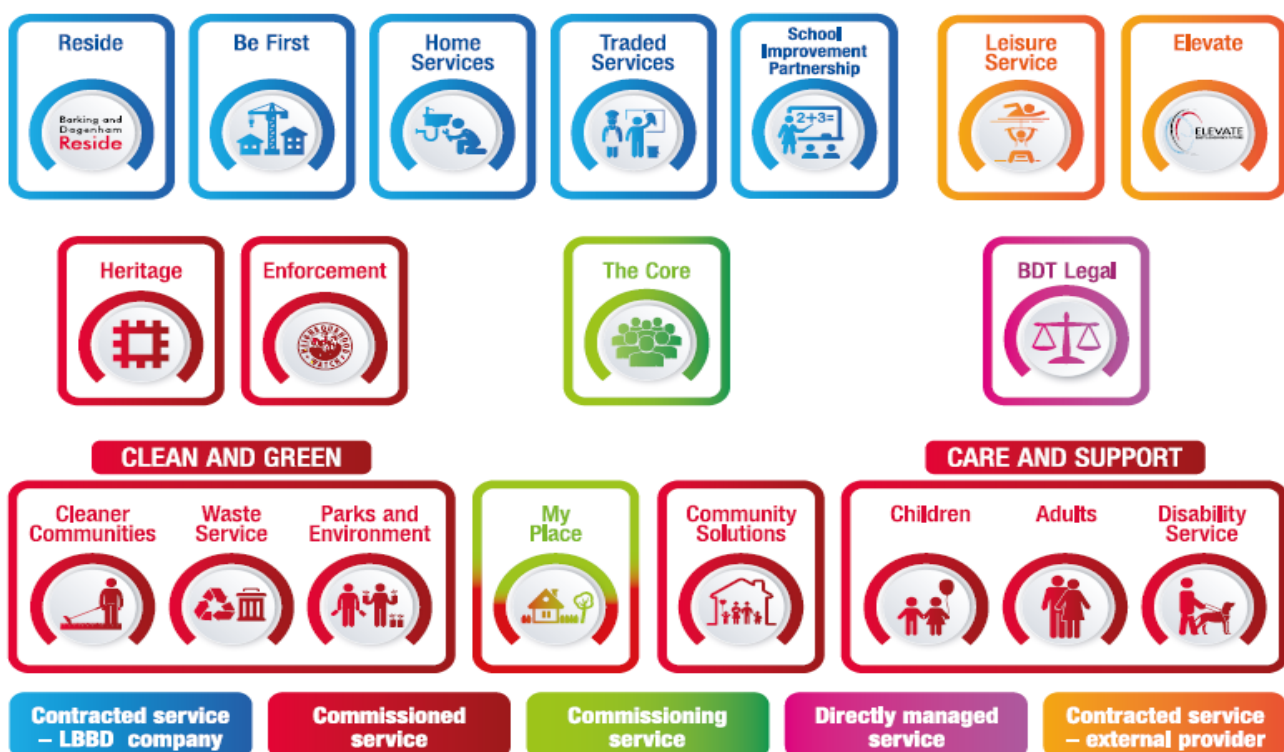 Reside
Be First
Home
Services
Traded
Services
School
Improvement
Partnership
Leisure
Service
Elevate
Barking and
Dagenham
Reside
2+3=
ELEVATE
Heritage
Enforcement
The Core
BDT Legal
NEIGHBOURHOOD
WATCH
CLEAN AND GREEN
CARE AND SUPPORT
Cleaner
Communities
Waste
Service
Parks and
Environment
My
Place
Community
Solutions
Children
Adults
Disability
Service
Contracted service
– LBBD company
Commissioned
service
Commissioning
service
Directly managed
service
Contracted service
– external provider